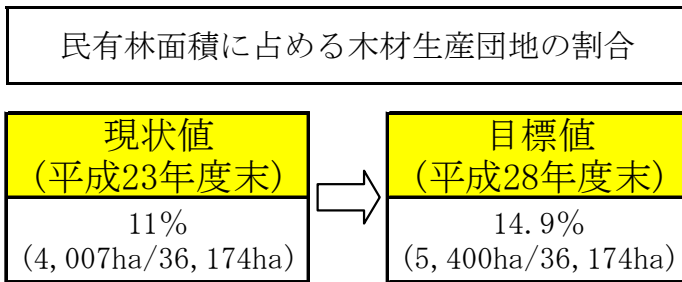 民有林面積に占める木材生産団地の割合
現状値
(平成23年度末)
11%
(4,007ha/36,174ha)
目標値
(平成28年度末)
14.9%
(5,400ha/36,174ha)